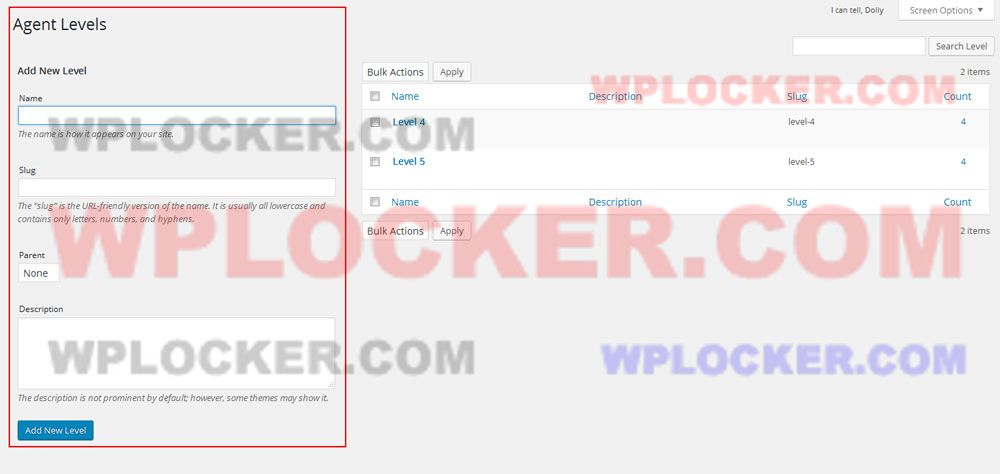 I can tell, Dolly
Screen Options ▼
Agent Levels
Search Level
Add New Level
Name
The name is how it appears on your site.
Slug
The “slug” is the URL-friendly version of the name. It is usually all lowercase and
contains only letters, numbers, and hyphens.
Parent
None
Description
The description is not prominent by default; however, some themes may show it.
Add New Level
Bulk Actions Apply 2 items
Name Description Slug Count
Level 4 level-4 4
Level 5 level-5 4
Name Description Slug Count
Bulk Actions Apply 2 items
WPLOCKER.COM
WPLOCKER.COM
WPLOCKER.COM
WPLOCKER.COM
WPLOCKER.COM